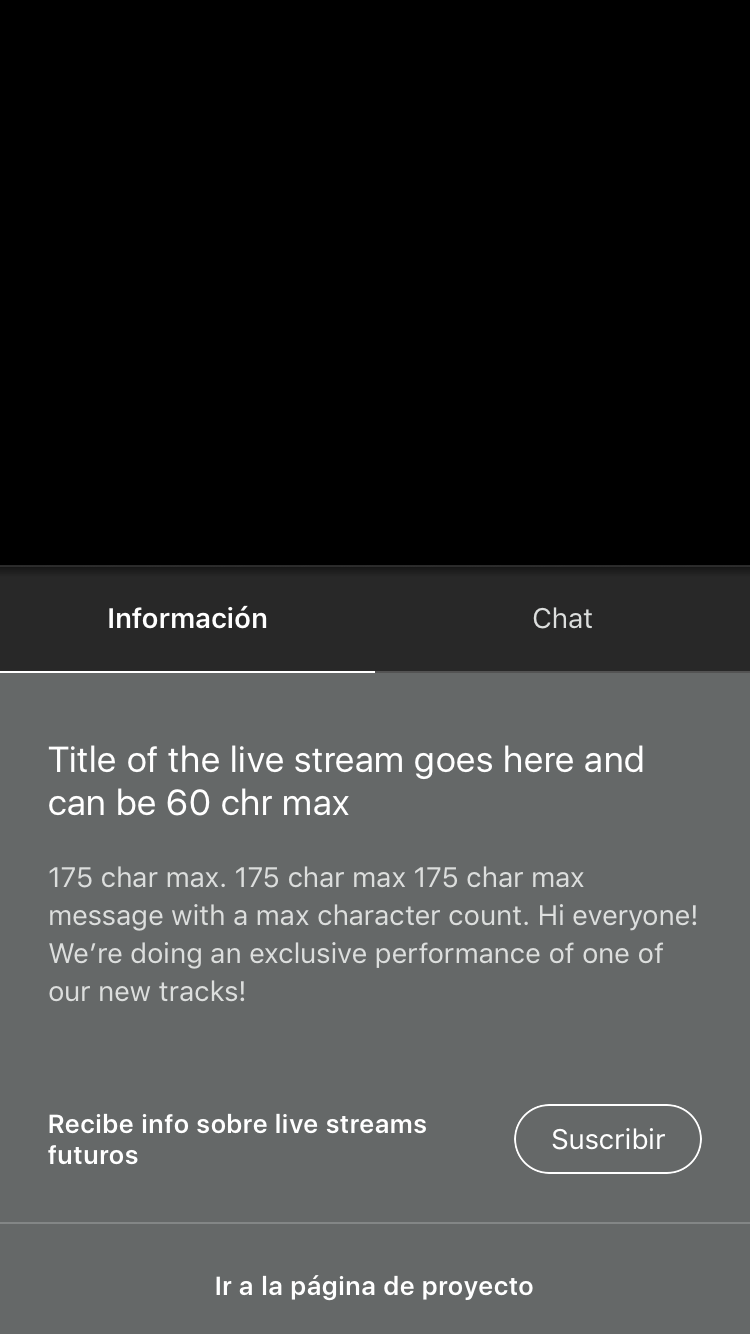 Información
Chat
Title of the live stream goes here and
can be 60 chr max
175 char max. 175 char max 175 char max
message with a max character count. Hi everyone!
We’re doing an exclusive performance of one of
our new tracks!
Recibe info sobre live streams
futuros
Suscribir
Ir a la página de proyecto